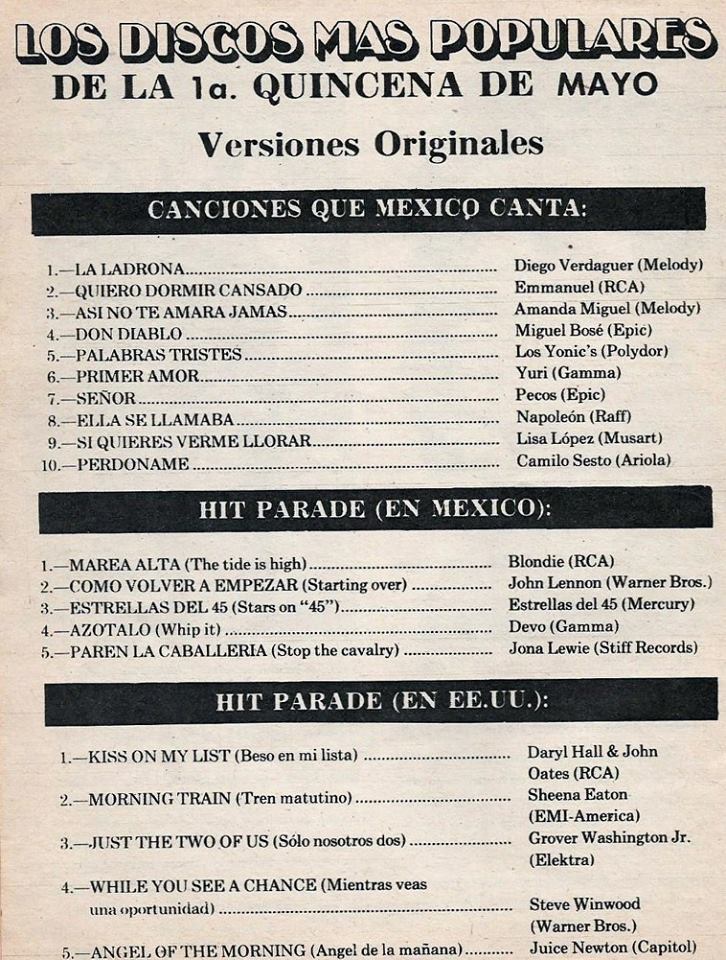 LOS DISCOS MAS POPULARES
DE LA 1a. QUINCENA DE MAYO
Versiones Originales
CANCIONES QUE MEXICO CANTA:
1.—LA LADRONA........................................ Diego Verdaguer (Melody)
2.—QUIERO DORMIR CANSADO........................................ Emmanuel (RCA)
3.—ASI NO TE AMARA JAMAS........................................ Amanda Miguel (Melody)
4.—DON DIABLO........................................ Miguel Bosé (Epic)
5.—PALABRAS TRISTES........................................ Los Yonic's (Polydor)
6.—PRIMER AMOR........................................ Yuri (Gamma)
7.—SEÑOR........................................ Pecos (Epic)
8.—ELLA SE LLAMABA........................................ Napoleón (Raff)
9.—SI QUIERES VERME LLORAR........................................ Lisa López (Musart)
10.—PERDONAME........................................ Camilo Sesto (Ariola)
HIT PARADE (EN MEXICO):
1.—MAREA ALTA (The tide is high)........................................ Blondie (RCA)
2.—COMO VOLVER A EMPEZAR (Starting over) .................... John Lennon (Warner Bros.)
3.—ESTRELLAS DEL 45 (Stars on "45")........................................ Estrellas del 45 (Mercury)
4.—AZOTALO (Whip it)........................................ Devo (Gamma)
5.—PAREN LA CABALLERIA (Stop the cavalry) .................... Jona Lewie (Stiff Records)
HIT PARADE (EN EE.UU.):
1.—KISS ON MY LIST (Beso en mi lista) .............................. Daryl Hall & John
Oates (RCA)
2.—MORNING TRAIN (Tren matutino).............................. Sheena Eaton
(EMI-America)
3.—JUST THE TWO OF US (Sólo nosotros dos) .................... Grover Washington Jr.
(Elektra)
4.—WHILE YOU SEE A CHANCE (Mientras veas
una oportunidad)........................................ Steve Winwood
(Warner Bros.)
5.—ANGEL OF THE MORNING (Angel de la mañana)........... Juice Newton (Capitol)